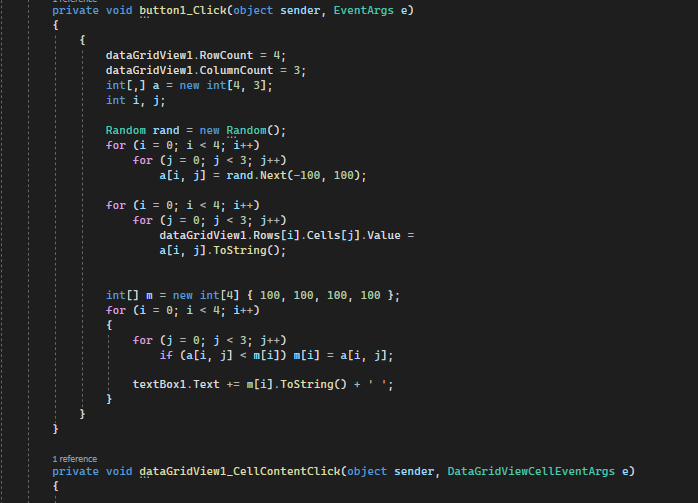 private void button1_Click(object sender, EventArgs e)
{
{
dataGridView1.RowCount = 4;
dataGridView1.ColumnCount = 3;
int[,] a = new int[4, 3];
int i, j;
Random rand = new Random();
for (i = 0; i < 4; i++)
for (j = 0; j < 3; j++)
a[i, j] = rand.Next(-100, 100);
for (i = 0; i < 4; i++)
for (j = 0; j < 3; j++)
dataGridView1.Rows[i].Cells[j].Value =
a[i, j].ToString();
int[] m = new int[4] { 100, 100, 100, 100 };
for (i = 0; i < 4; i++)
{
for (j = 0; j < 3; j++)
if (a[i, j] < m[i]) m[i] = a[i, j];
textBox1.Text += m[i].ToString() + ' ';
}
}
}
1 reference
private void dataGridView1_CellContentClick(object sender, DataGridViewCellEventArgs e)
{